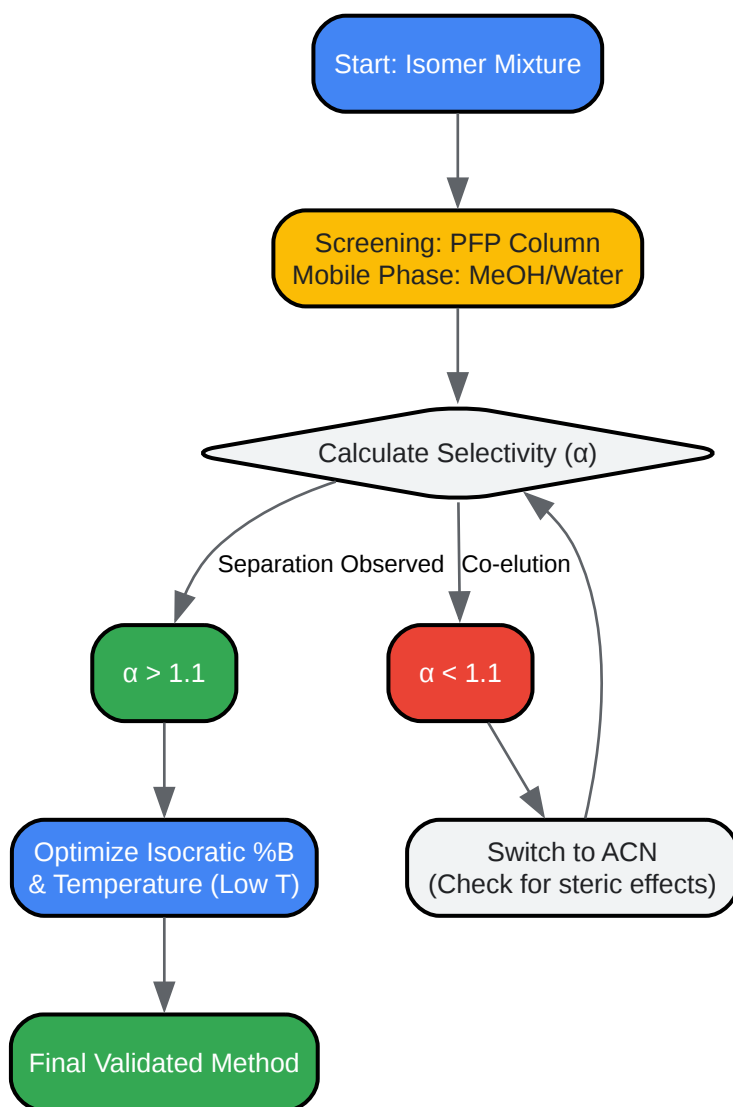 Start: Isomer Mixture
Screening: PFP Column
Mobile Phase: MeOH/Water
Calculate Selectivity (α)
Separation Observed
Co-elution
α > 1.1
α < 1.1
Optimize Isocratic %B
& Temperature (Low T)
Switch to ACN
(Check for steric effects)
Final Validated Method